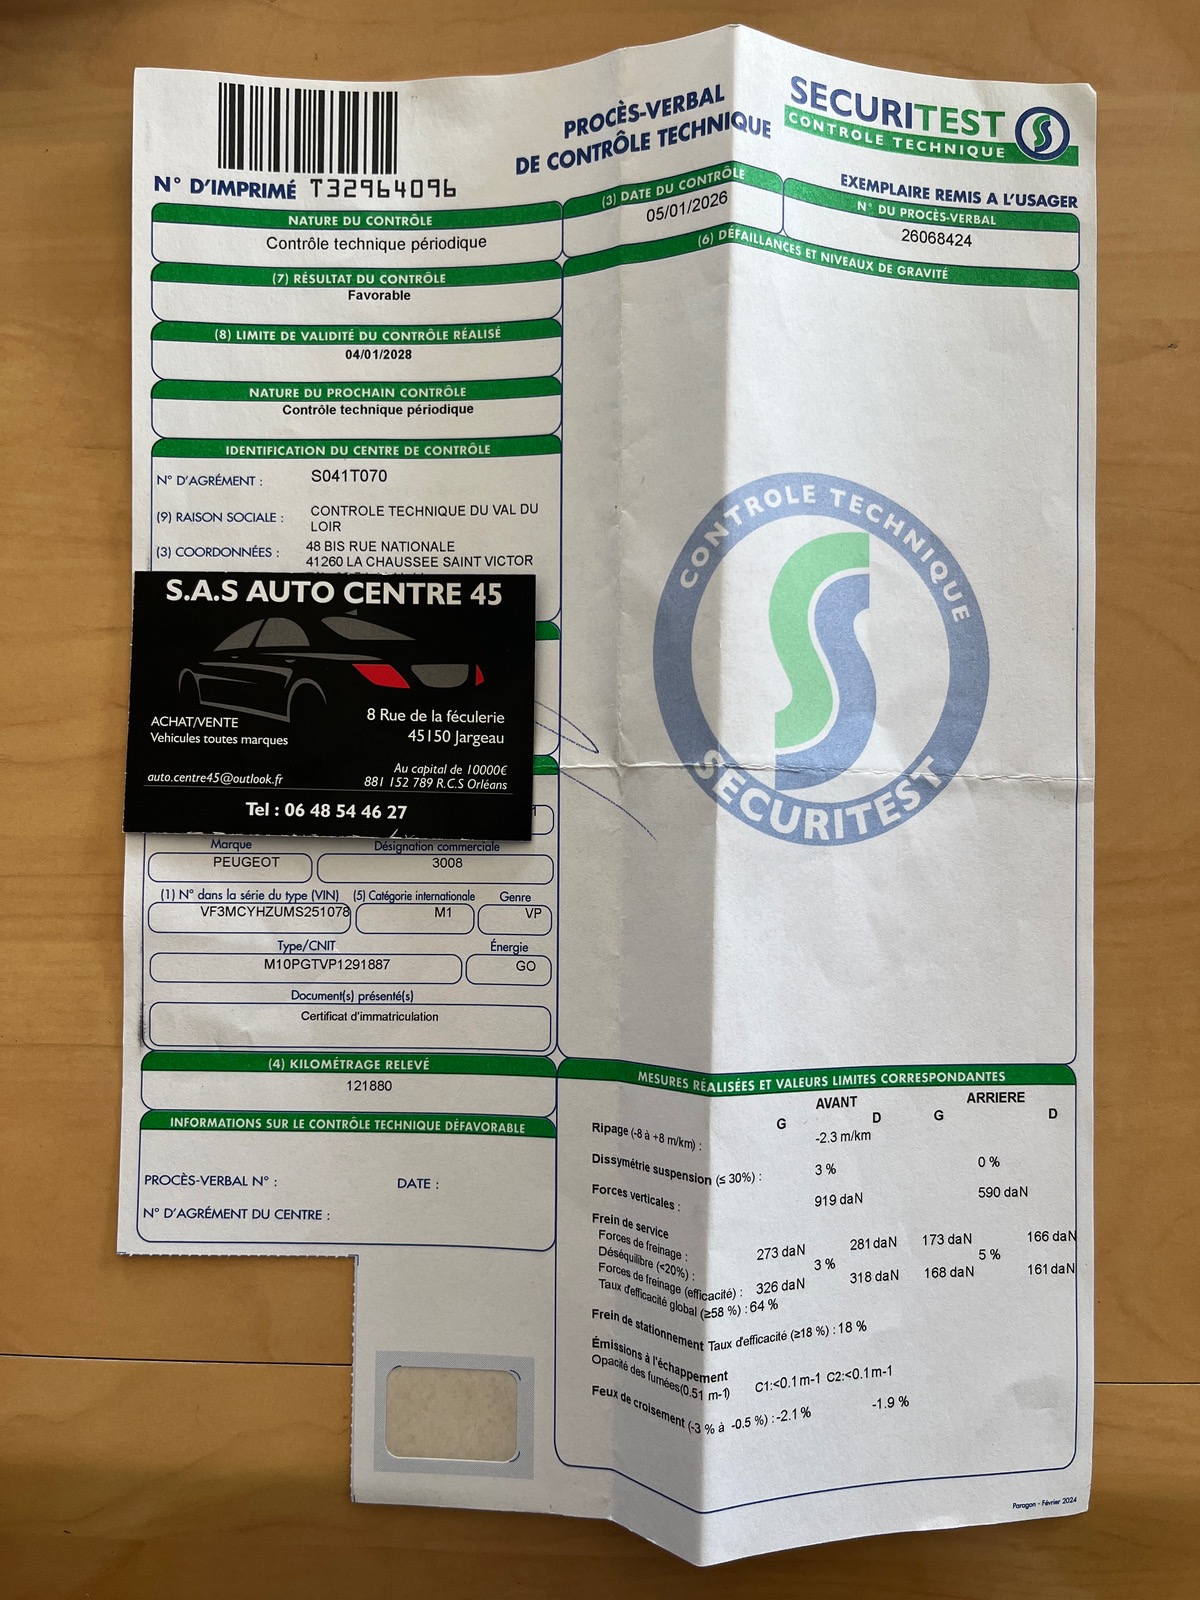 N° D'IMPRIMÉ T32964096
PROCÈS-VERBAL
DE CONTRÔLE TECHNIQUE
SECURITEST
CONTROLE TECHNIQUE
EXEMPLAIRE REMIS A L'USAGER
NATURE DU CONTRÔLE
Contrôle technique périodique
(3) DATE DU CONTRÔLE
05/01/2026
N° DU PROCÈS-VERBAL
26068424
(7) RÉSULTAT DU CONTRÔLE
Favorable
(8) LIMITE DE VALIDITÉ DU CONTRÔLE RÉALISÉ
04/01/2028
NATURE DU PROCHAIN CONTRÔLE
Contrôle technique périodique
IDENTIFICATION DU CENTRE DE CONTRÔLE
N° D'AGRÉMENT : S041T070
(9) RAISON SOCIALE : CONTROLE TECHNIQUE DU VAL DU
LOIR
(3) COORDONNÉES : 48 BIS RUE NATIONALE
41260 LA CHAUSSEE SAINT VICTOR
S.A.S AUTO CENTRE 45
ACHAT/VENTE
Vehicules toutes marques
8 Rue de la féculerie
45150 Jargeau
auto.centre45@outlook.fr
Au capital de 10000€
881 152 789 R.C.S Orléans
Tel : 06 48 54 46 27
Marque Désignation commerciale
PEUGEOT 3008
(1) N° dans la série du type (VIN) (5) Catégorie internationale Genre
VF3MCYHZUMS251078 M1 VP
Type/CNIT Énergie
M10PGTVP1291887 GO
Document(s) présenté(s)
Certificat d'immatriculation
(4) KILOMÉTRAGE RELEVÉ
121880
INFORMATIONS SUR LE CONTRÔLE TECHNIQUE DÉFAVORABLE
PROCÈS-VERBAL N° : DATE :
N° D'AGRÉMENT DU CENTRE :
(6) DÉFAILLANCES ET NIVEAUX DE GRAVITÉ
CONTROLE TECHNIQUE
SECURITEST
MESURES RÉALISÉES ET VALEURS LIMITES CORRESPONDANTES
AVANT ARRIERE
G D G D
Ripage (-8 à +8 m/km) : -2.3 m/km
Dissymétrie suspension (≤ 30%) : 3 % 0 %
Forces verticales : 919 daN 590 daN
Frein de service
Forces de freinage : 273 daN 281 daN 173 daN 166 daN
Déséquilibre (<20%) : 3 % 5 %
Forces de freinage (efficacité) : 326 daN 318 daN 168 daN 161 daN
Taux d'efficacité global (≥58 %) : 64 %
Frein de stationnement Taux d'efficacité (≥18 %) : 18 %
Émissions à l'échappement
Opacité des fumées(0.51 m-1) C1:<0.1 m-1 C2:<0.1 m-1
Feux de croisement (-3 % à -0.5 %) : -2.1 % -1.9 %
Paragon - Février 2024